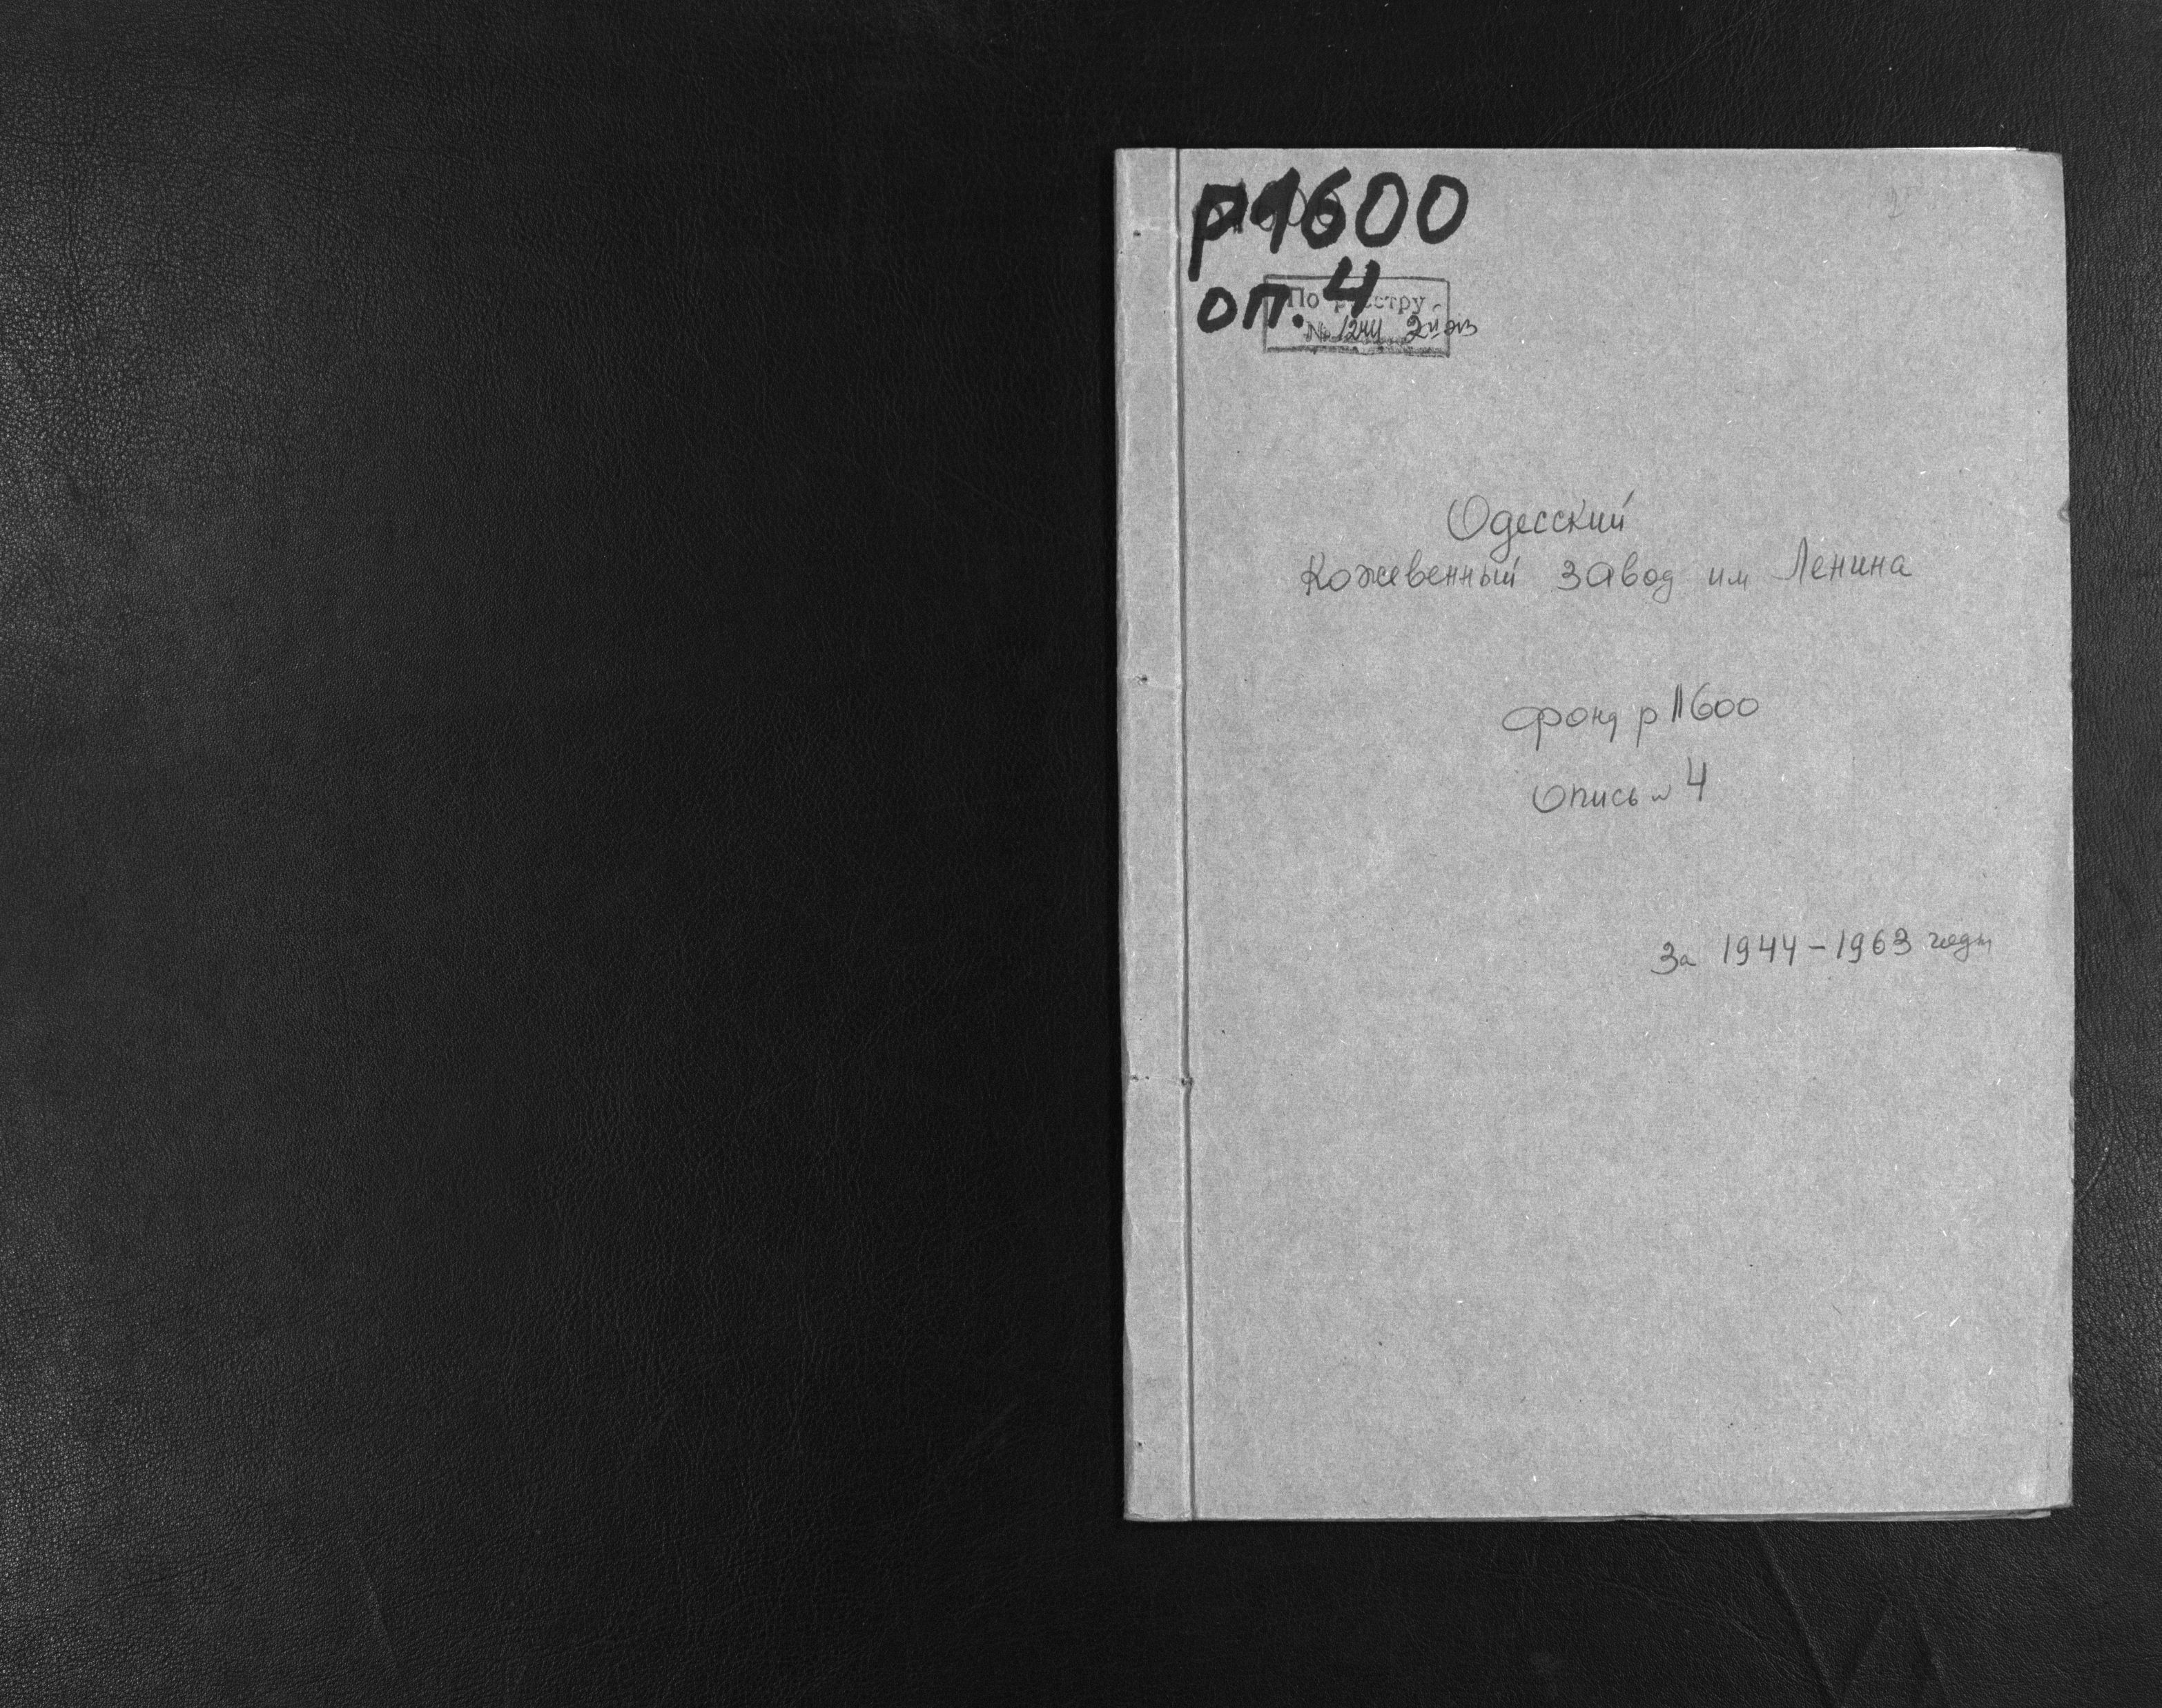 р1600
оп. 4
По реестру
№ 1244 2й экз
Одесский
Кожевенный завод им Ленина
Фонд р 1600
Опись № 4
За 1944 - 1963 годы